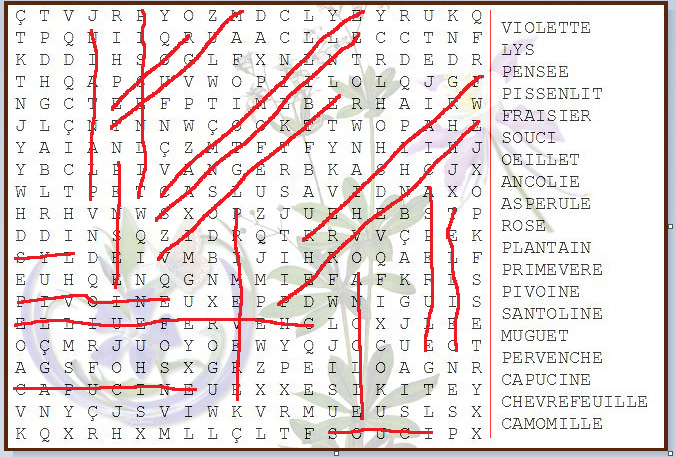 Ç T V J R P Y O Z M D C L Y E Y R U K Q
T P Q N I I Q R U A A C L L E C C T N F
K D D I H S O G L F X N L N T R D E D R
T H Q A P S U V W O P I I L O L Q J G R
N G C T E E F P T I M L B E R H A I E W
J L Ç N T N N W Ç O O K T T W O P I H E
Y A I A N L Ç Z M T F T F Y N H S I R J
Y B C L P I V A N G E R B K A I H E J X
W L T P E T C A S L U S A V A D V A X O
H R H V N W S X O E Z J I R H E B S T P
D D I N S Q Z I D H Q T F R M V Ç P E K
S Y L D E I V M B C J I H I O Q A E L F
E U H Q E N Q G N N M I R F A F K R L S
P I V O I N E U X E P P D W N I G U I S
E L L I U E F E R V E H C L C X J L E E
O Ç M R J U O Y O R W Y Q J O C U E O T
A G S F O H S X G E Z P E I L O A G N R
C A P U C I N E U P X X E S I K I T E Y
V N Y Ç J S V I W K V R M U E U S L S X
K Q X R H X M L L Ç L T F S O U C I P X
VIOLETTE
LYS
PENSEE
PISSENLIT
FRAISIER
SOUCI
OEILLET
ANCOLIE
ASPERULE
ROSE
PLANTAIN
PRIMEVERE
PIVOINE
SANTOLINE
MUGUET
PERVENCHE
CAPUCINE
CHEVREFEUILLE
CAMOMILLE